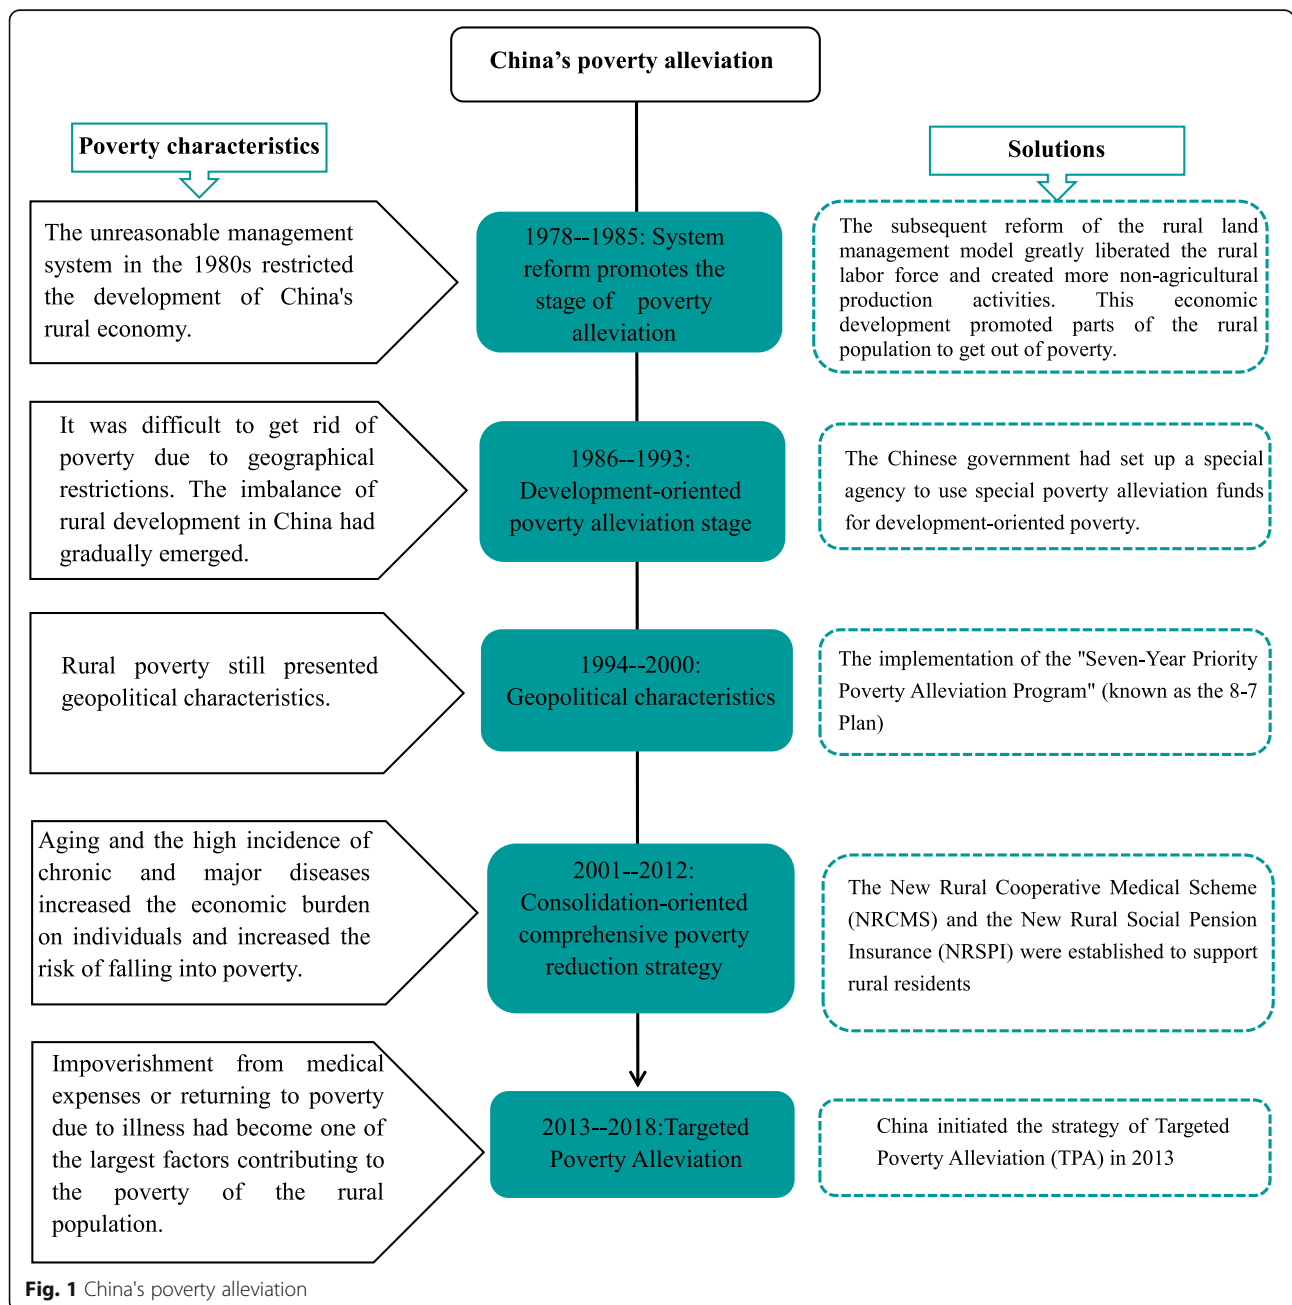 China’s poverty alleviation
Poverty characteristics
Solutions
The unreasonable management
system in the 1980s restricted
the development of China's
rural economy.
1978--1985: System
reform promotes the
stage of poverty
alleviation
The subsequent reform of the rural land
management model greatly liberated the rural
labor force and created more non-agricultural
production activities. This economic
development promoted parts of the rural
population to get out of poverty.
It was difficult to get rid of
poverty due to geographical
restrictions. The imbalance of
rural development in China had
gradually emerged.
1986--1993:
Development-oriented
poverty alleviation stage
The Chinese government had set up a special
agency to use special poverty alleviation funds
for development-oriented poverty.
Rural poverty still presented
geopolitical characteristics.
1994--2000:
Geopolitical characteristics
The implementation of the "Seven-Year Priority
Poverty Alleviation Program" (known as the 8-7
Plan)
Aging and the high incidence of
chronic and major diseases
increased the economic burden
on individuals and increased the
risk of falling into poverty.
2001--2012:
Consolidation-oriented
comprehensive poverty
reduction strategy
The New Rural Cooperative Medical Scheme
(NRCMS) and the New Rural Social Pension
Insurance (NRSPI) were established to support
rural residents
Impoverishment from medical
expenses or returning to poverty
due to illness had become one of
the largest factors contributing to
the poverty of the rural
population.
2013--2018:Targeted
Poverty Alleviation
China initiated the strategy of Targeted
Poverty Alleviation (TPA) in 2013
Fig. 1 China's poverty alleviation